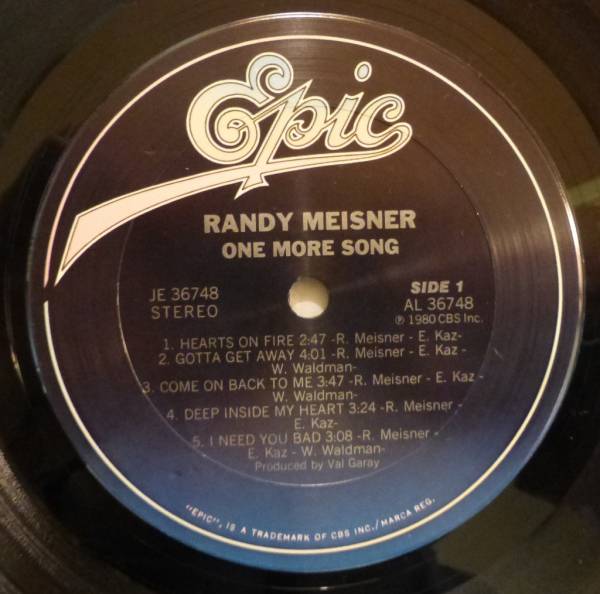 Epic
RANDY MEISNER
ONE MORE SONG
JE 36748
STEREO
SIDE 1
AL 36748
℗ 1980 CBS Inc.
1. HEARTS ON FIRE 2:47 -R. Meisner - E. Kaz-
2. GOTTA GET AWAY 4:01 -R. Meisner - E. Kaz -
W. Waldman-
3. COME ON BACK TO ME 3:47 -R. Meisner - E. Kaz -
W. Waldman-
4. DEEP INSIDE MY HEART 3:24 -R. Meisner -
E. Kaz-
5. I NEED YOU BAD 3:08 -R. Meisner -
E. Kaz - W. Waldman-
Produced by Val Garay
"EPIC", IS A TRADEMARK OF CBS INC./MARCA REG.